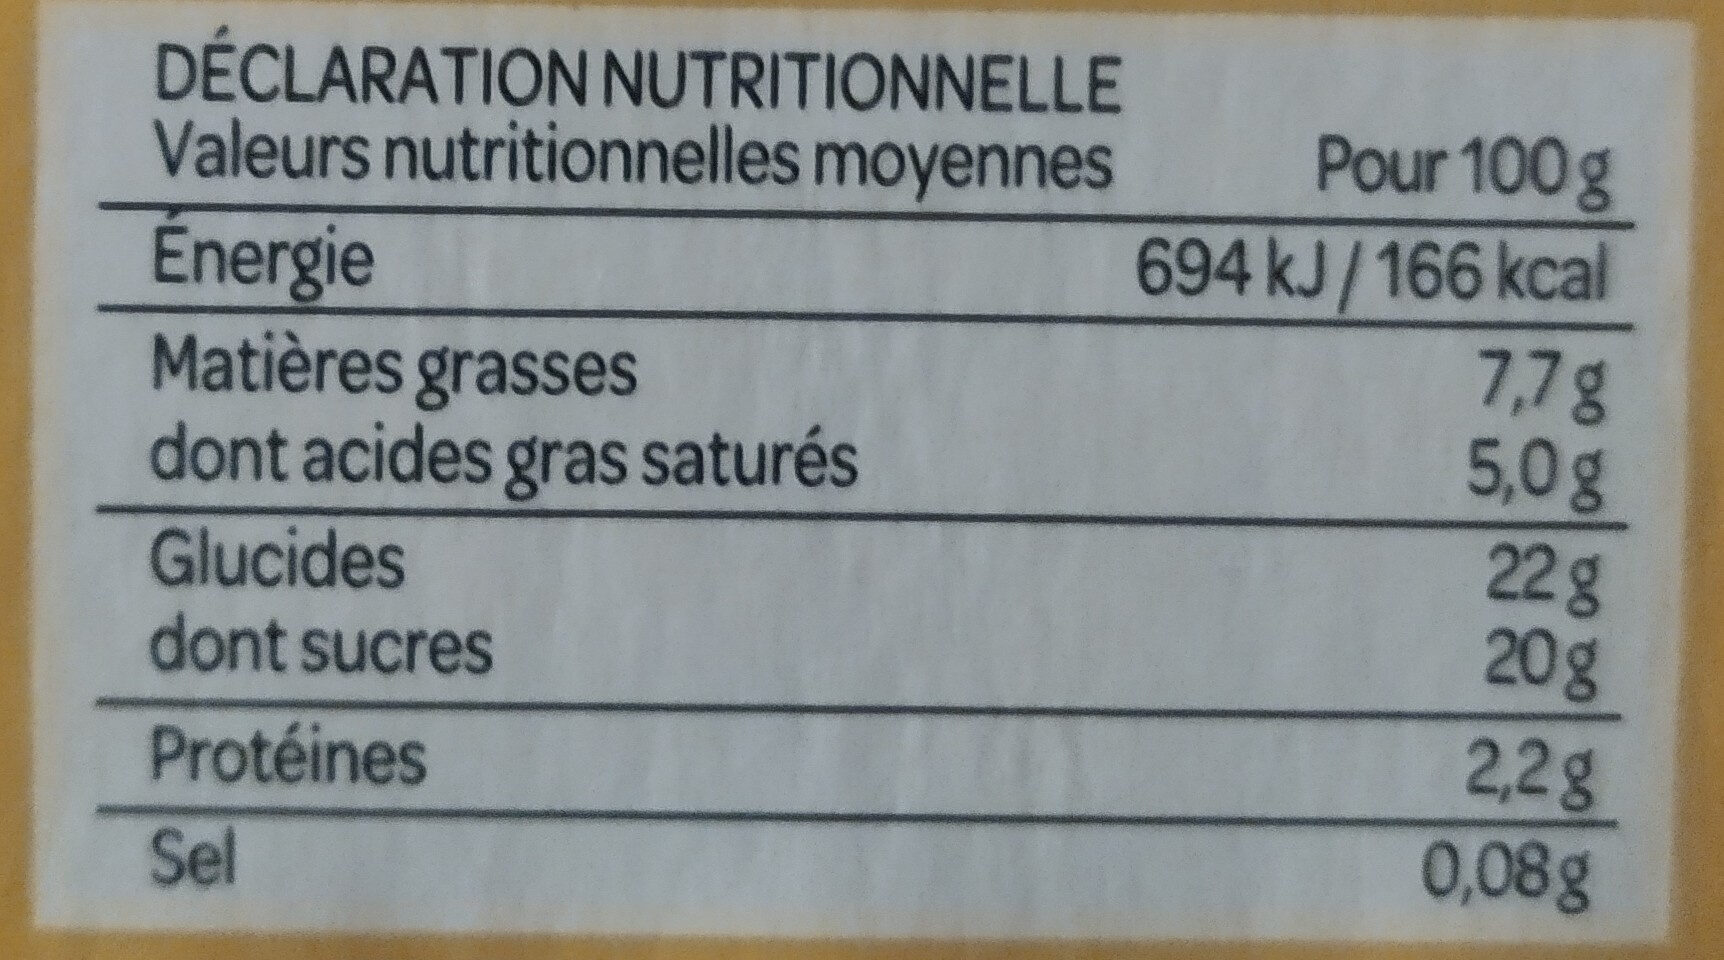 DÉCLARATION NUTRITIONNELLE
Valeurs nutritionnelles moyennes Pour 100 g
Énergie 694 kJ / 166 kcal
Matières grasses 7,7 g
dont acides gras saturés 5,0 g
Glucides 22 g
dont sucres 20 g
Protéines 2,2 g
Sel 0,08 g